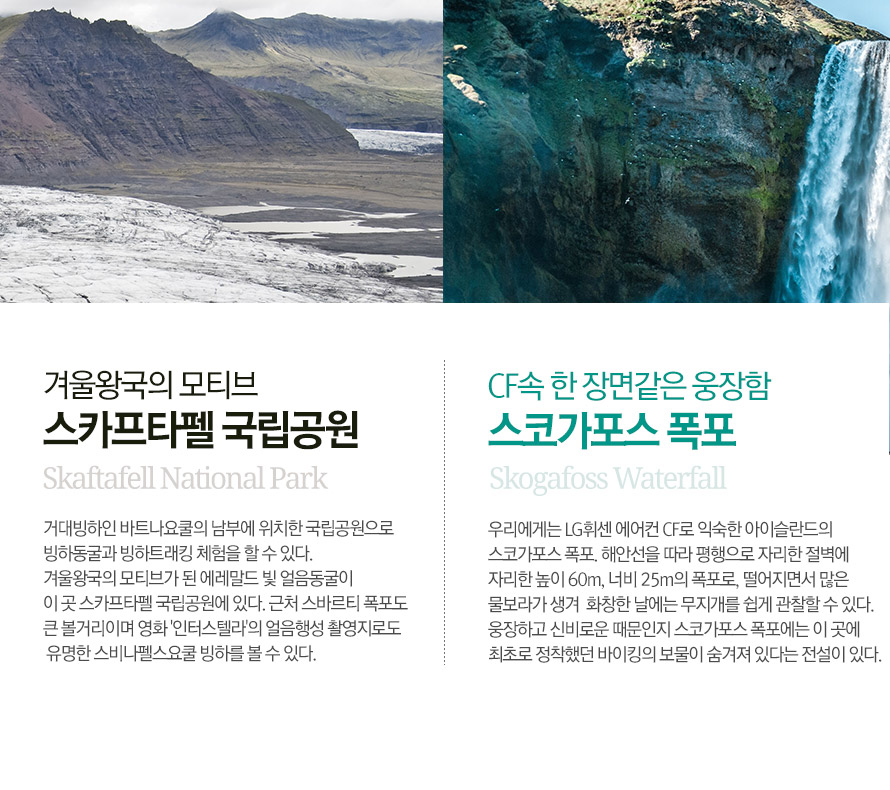 겨울왕국의 모티브
스카프타펠 국립공원
Skaftafell National Park
거대빙하인 바트나요쿨의 남부에 위치한 국립공원으로
빙하동굴과 빙하트래킹 체험을 할 수 있다.
겨울왕국의 모티브가 된 에레말드 빛 얼음동굴이
이 곳 스카프타펠 국립공원에 있다. 근처 스바르티 폭포도
큰 볼거리이며 영화 '인터스텔라'의 얼음행성 촬영지로도
유명한 스비나펠스요쿨 빙하를 볼 수 있다.
CF속 한 장면같은 웅장함
스코가포스 폭포
Skogafoss Waterfall
우리에게는 LG휘센 에어컨 CF로 익숙한 아이슬란드의
스코가포스 폭포. 해안선을 따라 평행으로 자리한 절벽에
자리한 높이 60m, 너비 25m의 폭포로, 떨어지면서 많은
물보라가 생겨 화창한 날에는 무지개를 쉽게 관찰할 수 있다.
웅장하고 신비로운 때문인지 스코가포스 폭포에는 이 곳에
최초로 정착했던 바이킹의 보물이 숨겨져 있다는 전설이 있다.